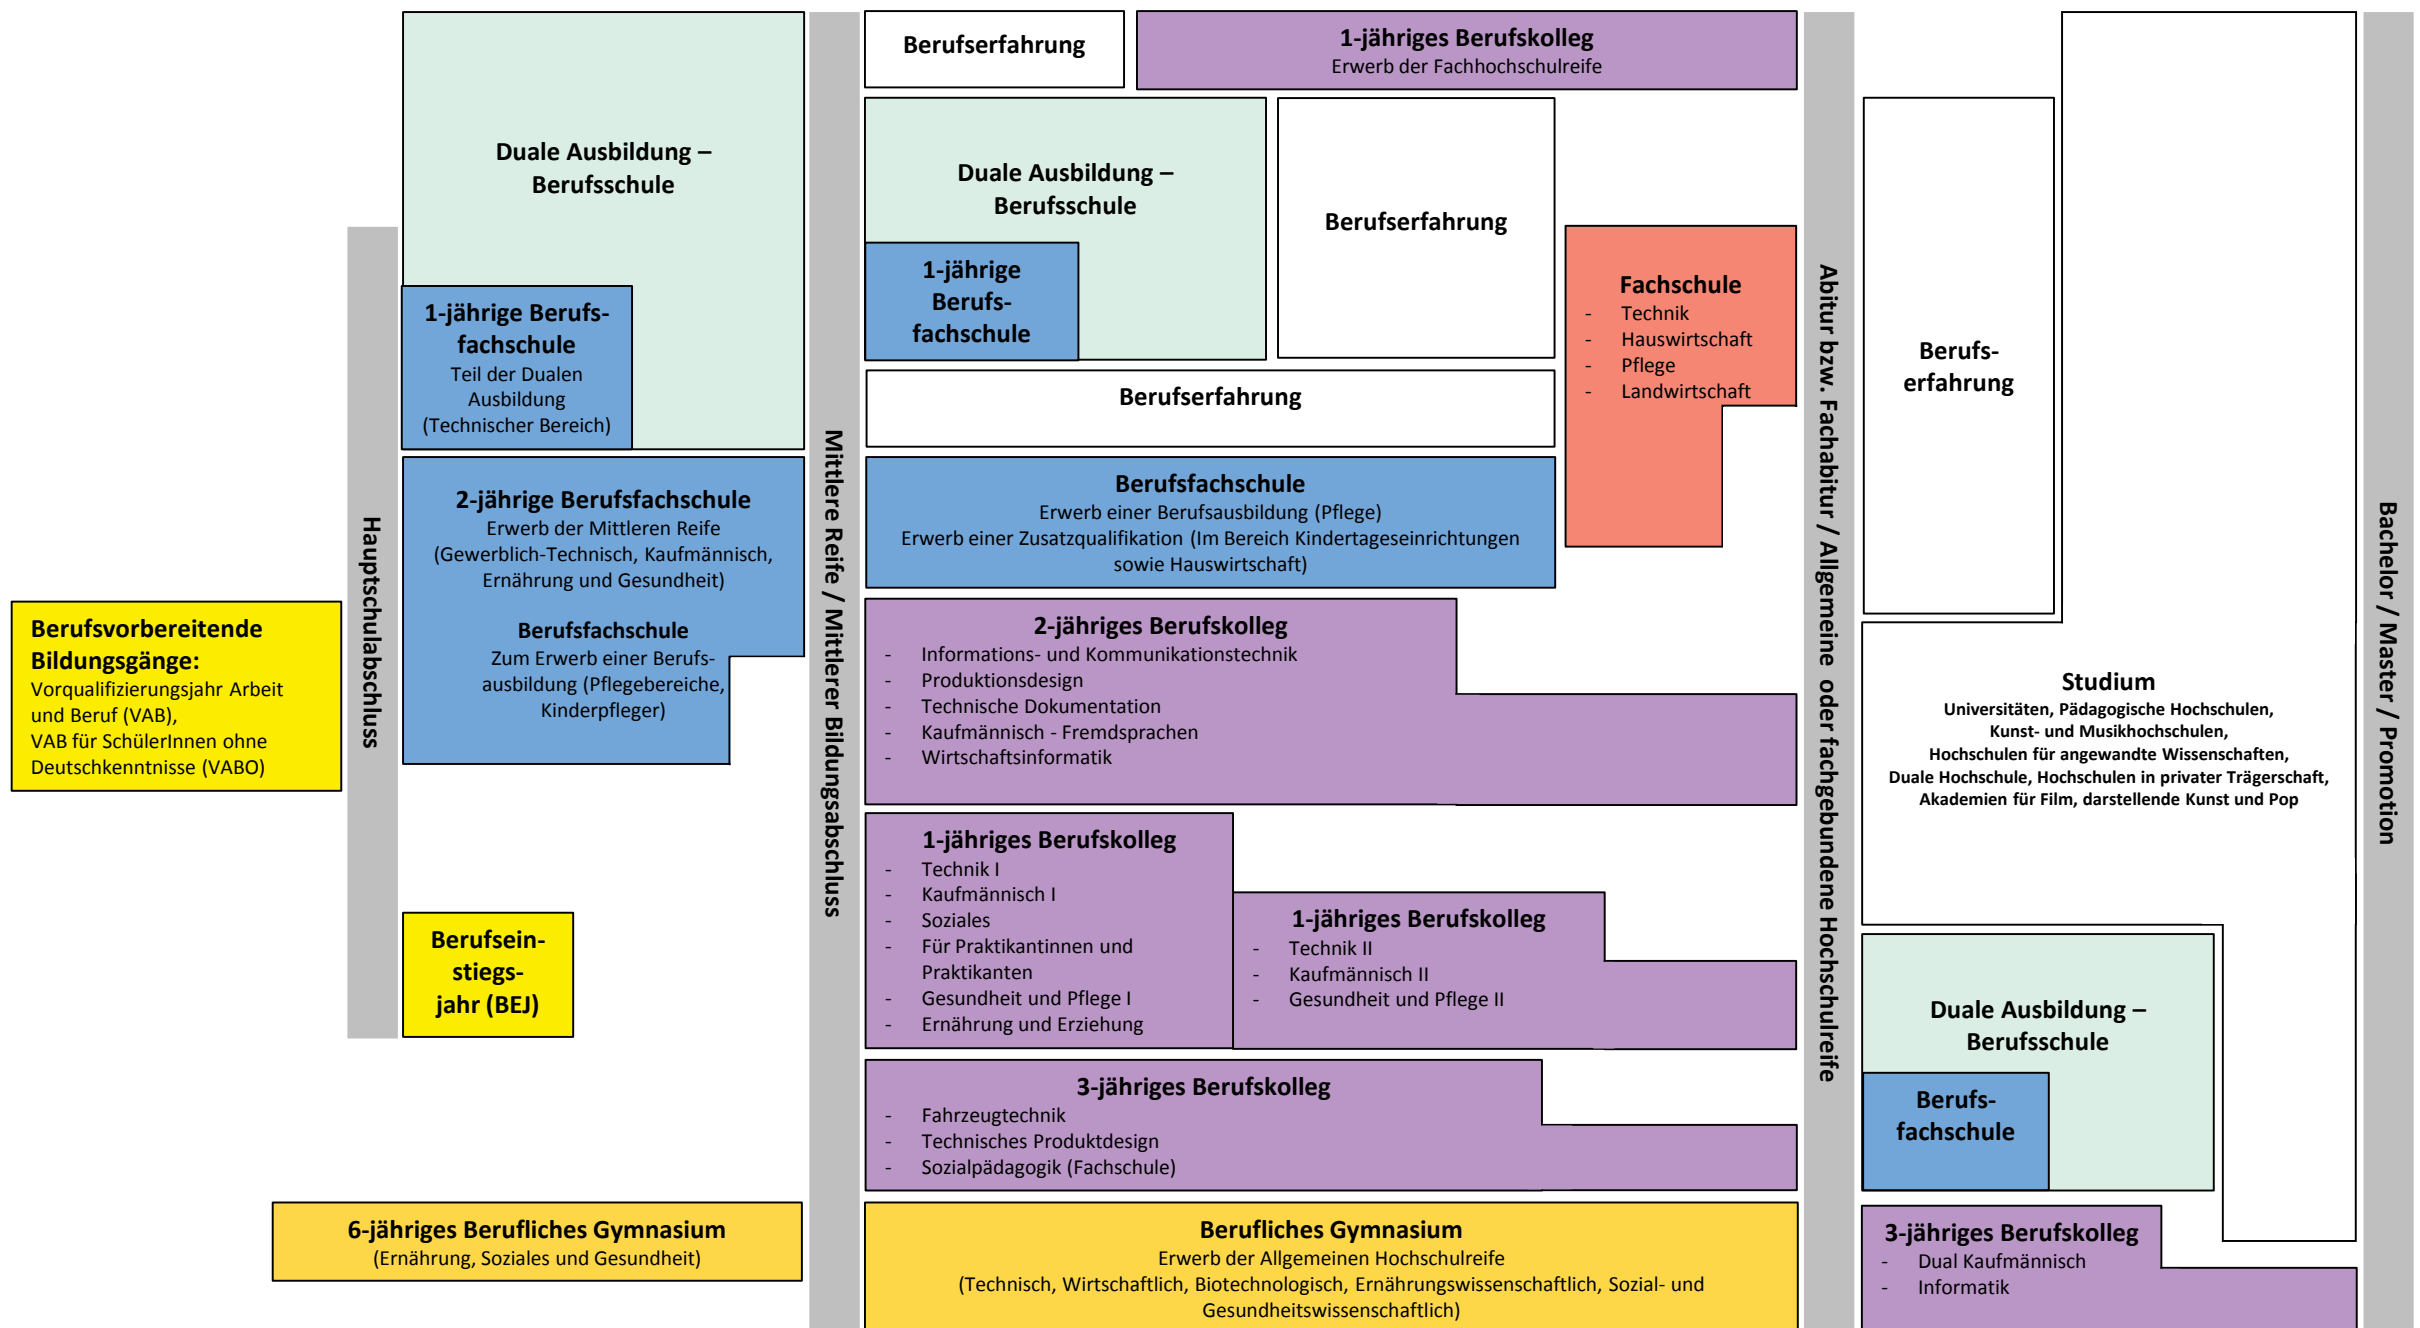 Berufsvorbereitende
Bildungsgänge:
Vorqualifizierungsjahr Arbeit
und Beruf (VAB),
VAB für SchülerInnen ohne
Deutschkenntnisse (VABO)
Hauptschulabschluss
Duale Ausbildung –
Berufsschule
1-jährige Berufs-
fachschule
Teil der Dualen
Ausbildung
(Technischer Bereich)
2-jährige Berufsfachschule
Erwerb der Mittleren Reife
(Gewerblich-Technisch, Kaufmännisch,
Ernährung und Gesundheit)
Berufsfachschule
Zum Erwerb einer Berufs-
ausbildung (Pflegebereiche,
Kinderpfleger)
Berufsein-
stiegs-
jahr (BEJ)
6-jähriges Berufliches Gymnasium
(Ernährung, Soziales und Gesundheit)
Mittlere Reife / Mittlerer Bildungsabschluss
Berufserfahrung
1-jähriges Berufskolleg
Erwerb der Fachhochschulreife
Duale Ausbildung –
Berufsschule
1-jährige
Berufs-
fachschule
Berufserfahrung
Fachschule
- Technik
- Hauswirtschaft
- Pflege
- Landwirtschaft
Berufserfahrung
Berufsfachschule
Erwerb einer Berufsausbildung (Pflege)
Erwerb einer Zusatzqualifikation (Im Bereich Kindertageseinrichtungen
sowie Hauswirtschaft)
2-jähriges Berufskolleg
- Informations- und Kommunikationstechnik
- Produktionsdesign
- Technische Dokumentation
- Kaufmännisch - Fremdsprachen
- Wirtschaftsinformatik
1-jähriges Berufskolleg
- Technik I
- Kaufmännisch I
- Soziales
- Für Praktikantinnen und
Praktikanten
- Gesundheit und Pflege I
- Ernährung und Erziehung
1-jähriges Berufskolleg
- Technik II
- Kaufmännisch II
- Gesundheit und Pflege II
3-jähriges Berufskolleg
- Fahrzeugtechnik
- Technisches Produktdesign
- Sozialpädagogik (Fachschule)
Berufliches Gymnasium
Erwerb der Allgemeinen Hochschulreife
(Technisch, Wirtschaftlich, Biotechnologisch, Ernährungswissenschaftlich, Sozial- und
Gesundheitswissenschaftlich)
Abitur bzw. Fachabitur / Allgemeine oder fachgebundene Hochschulreife
Berufs-
erfahrung
Studium
Universitäten, Pädagogische Hochschulen,
Kunst- und Musikhochschulen,
Hochschulen für angewandte Wissenschaften,
Duale Hochschule, Hochschulen in privater Trägerschaft,
Akademien für Film, darstellende Kunst und Pop
Duale Ausbildung –
Berufsschule
Berufs-
fachschule
3-jähriges Berufskolleg
- Dual Kaufmännisch
- Informatik
Bachelor / Master / Promotion